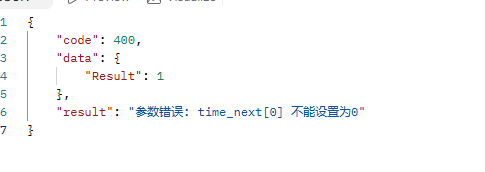 1 {
2 "code": 400,
3 "data": {
4 "Result": 1
5 },
6 "result": "参数错误: time_next[0] 不能设置为0"
7 }